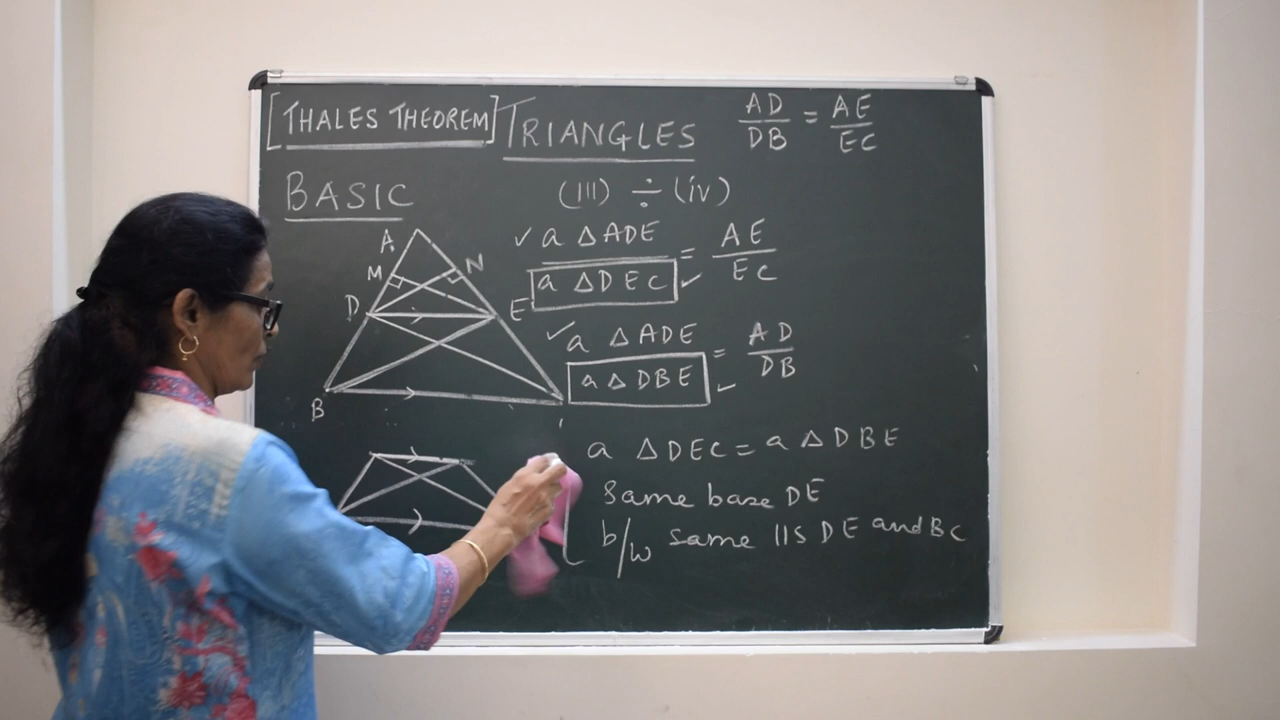 [THALES THEOREM] TRIANGLES
AD/DB = AE/EC
BASIC
(III) ÷ (iv)
A
M
N
D
E
B
✓ a △ADE / a △DEC ✓ = AE/EC
✓ a △ADE / a △DBE ✓ = AD/DB
a △DEC = a △DBE
Same base DE
b/w same ||s DE and BC